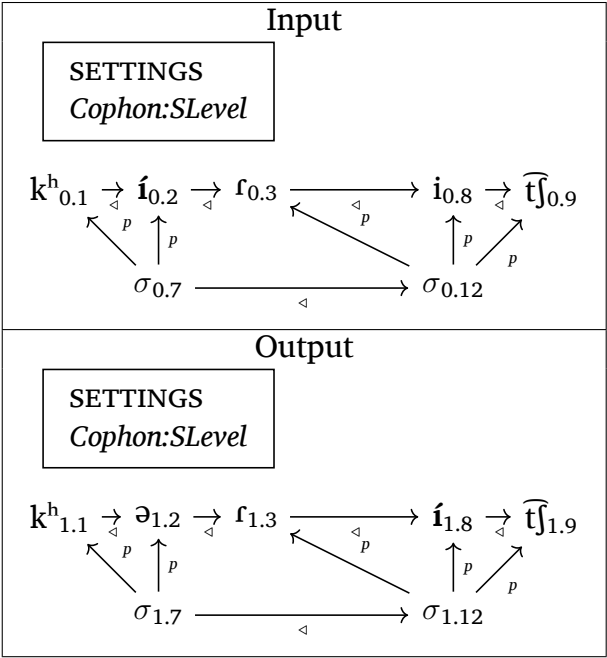 Input
SETTINGS
Cophon:SLevel
kʰ0.1 ◃ í0.2 ◃ ɾ0.3 ◃ i0.8 ◃ t͡ʃ0.9
p p p p p
σ0.7 ◃ σ0.12
Output
SETTINGS
Cophon:SLevel
kʰ1.1 ◃ ə1.2 ◃ ɾ1.3 ◃ í1.8 ◃ t͡ʃ1.9
p p p p p
σ1.7 ◃ σ1.12